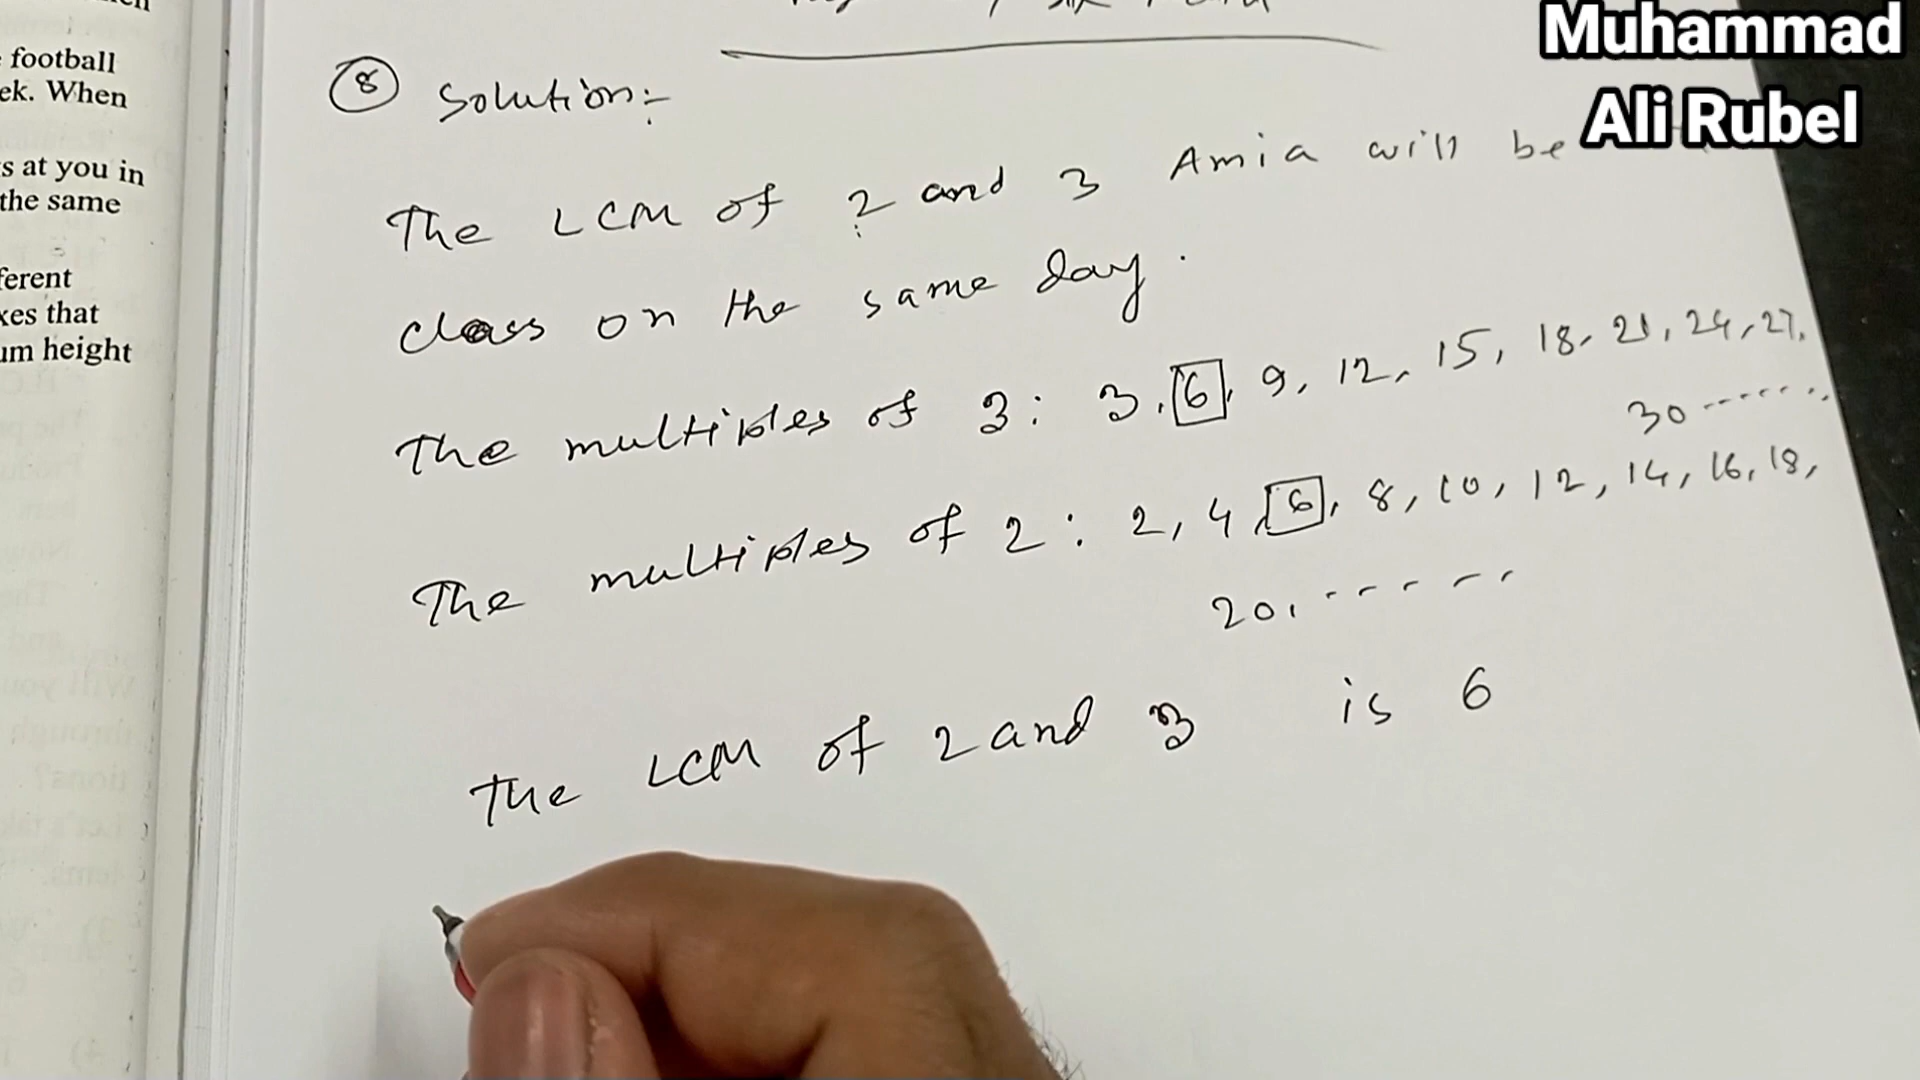 football
ek. When
s at you in
the same
ferent
xes that
um height
Muhammad
Ali Rubel
8 Solution:-
The LCM of 2 and 3 Amia will be
class on the same day.
The multiples of 3: 3, 6, 9, 12, 15, 18, 21, 24, 27,
30 .......
The multiples of 2: 2, 4, 6, 8, 10, 12, 14, 16, 18,
20, - - - - -
The LCM of 2 and 3 is 6